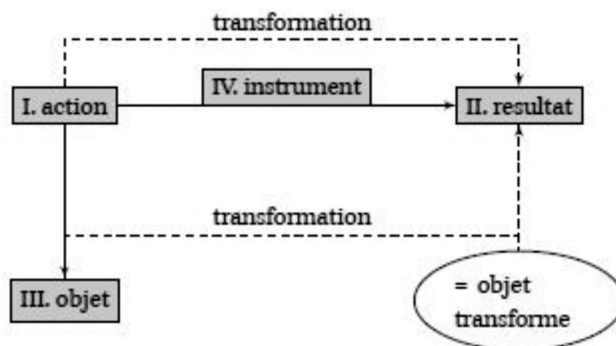 transformation
IV. instrument
I. action
II. resultat
transformation
III. objet
= objet
transforme